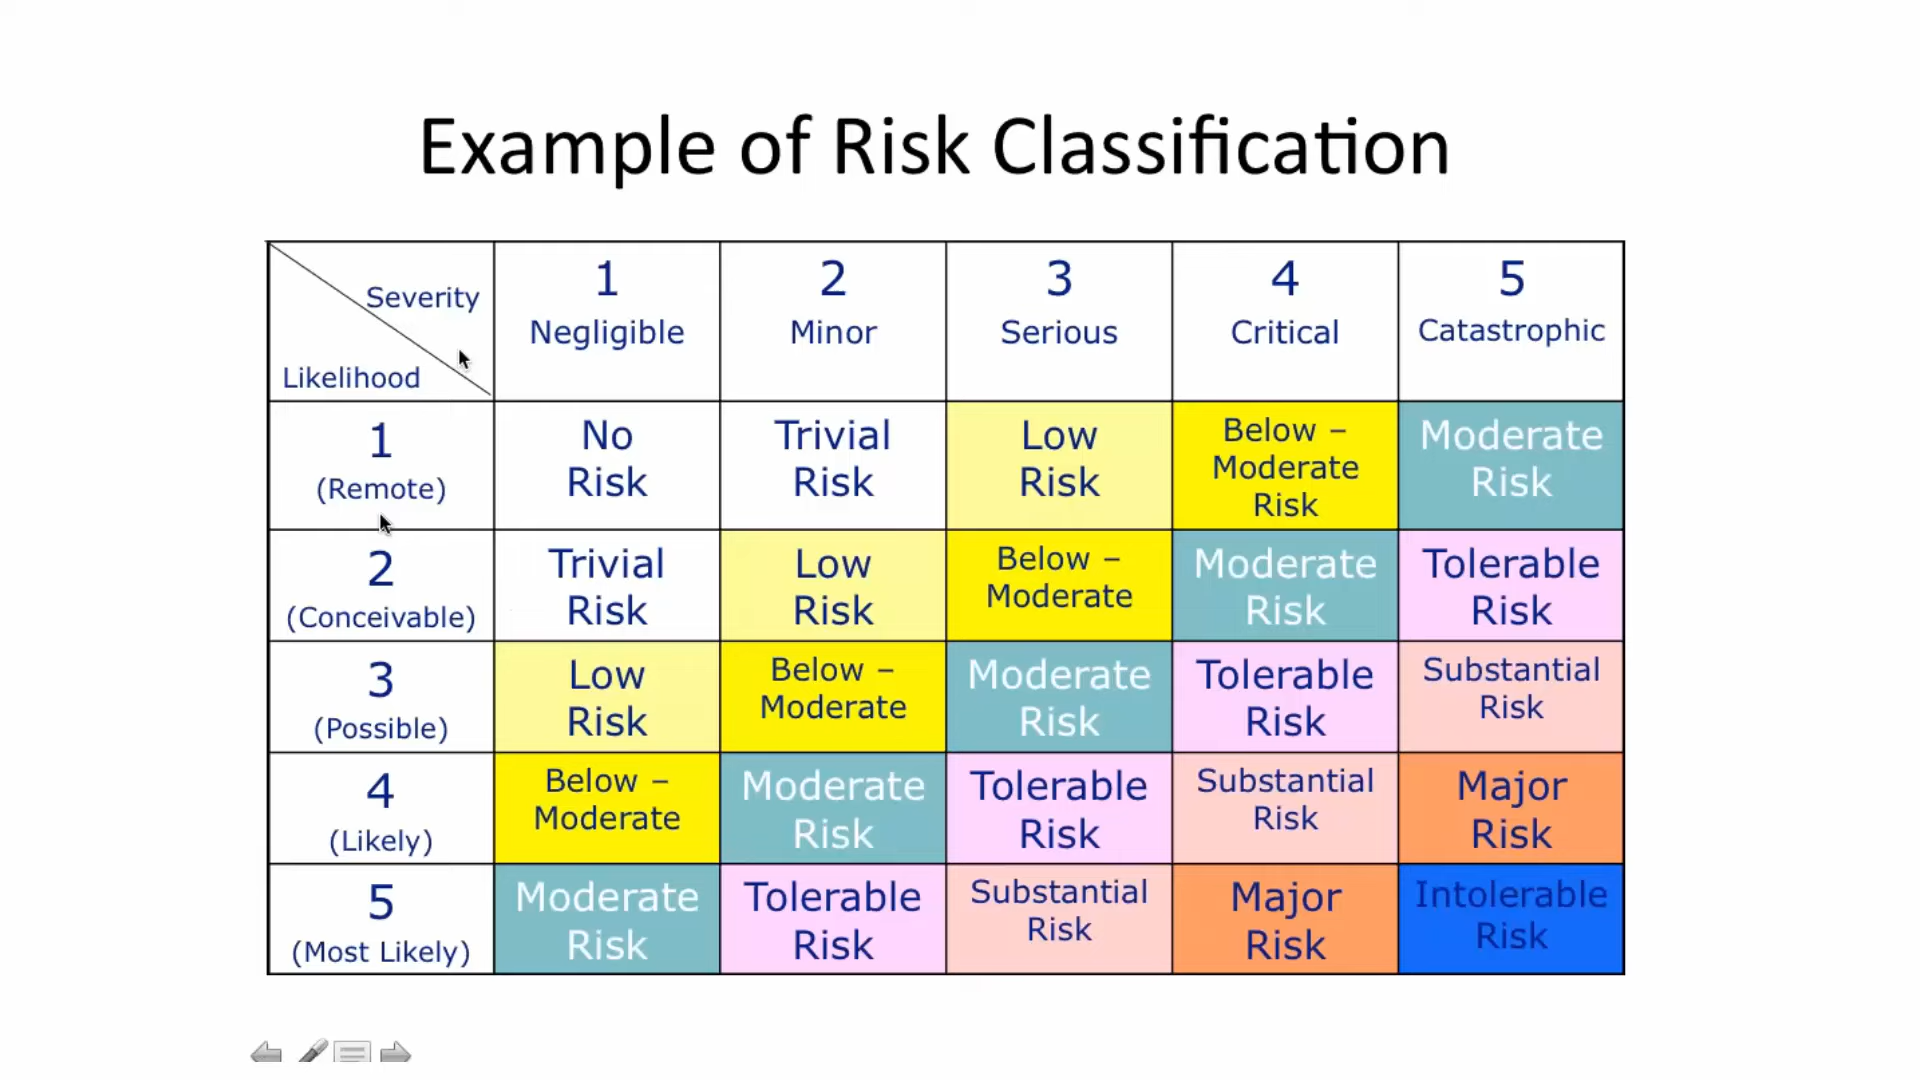 Example of Risk Classification
Severity
Likelihood
1
Negligible
2
Minor
3
Serious
4
Critical
5
Catastrophic
1
(Remote)
No
Risk
Trivial
Risk
Low
Risk
Below –
Moderate
Risk
Moderate
Risk
2
(Conceivable)
Trivial
Risk
Low
Risk
Below –
Moderate
Moderate
Risk
Tolerable
Risk
3
(Possible)
Low
Risk
Below –
Moderate
Moderate
Risk
Tolerable
Risk
Substantial
Risk
4
(Likely)
Below –
Moderate
Moderate
Risk
Tolerable
Risk
Substantial
Risk
Major
Risk
5
(Most Likely)
Moderate
Risk
Tolerable
Risk
Substantial
Risk
Major
Risk
Intolerable
Risk